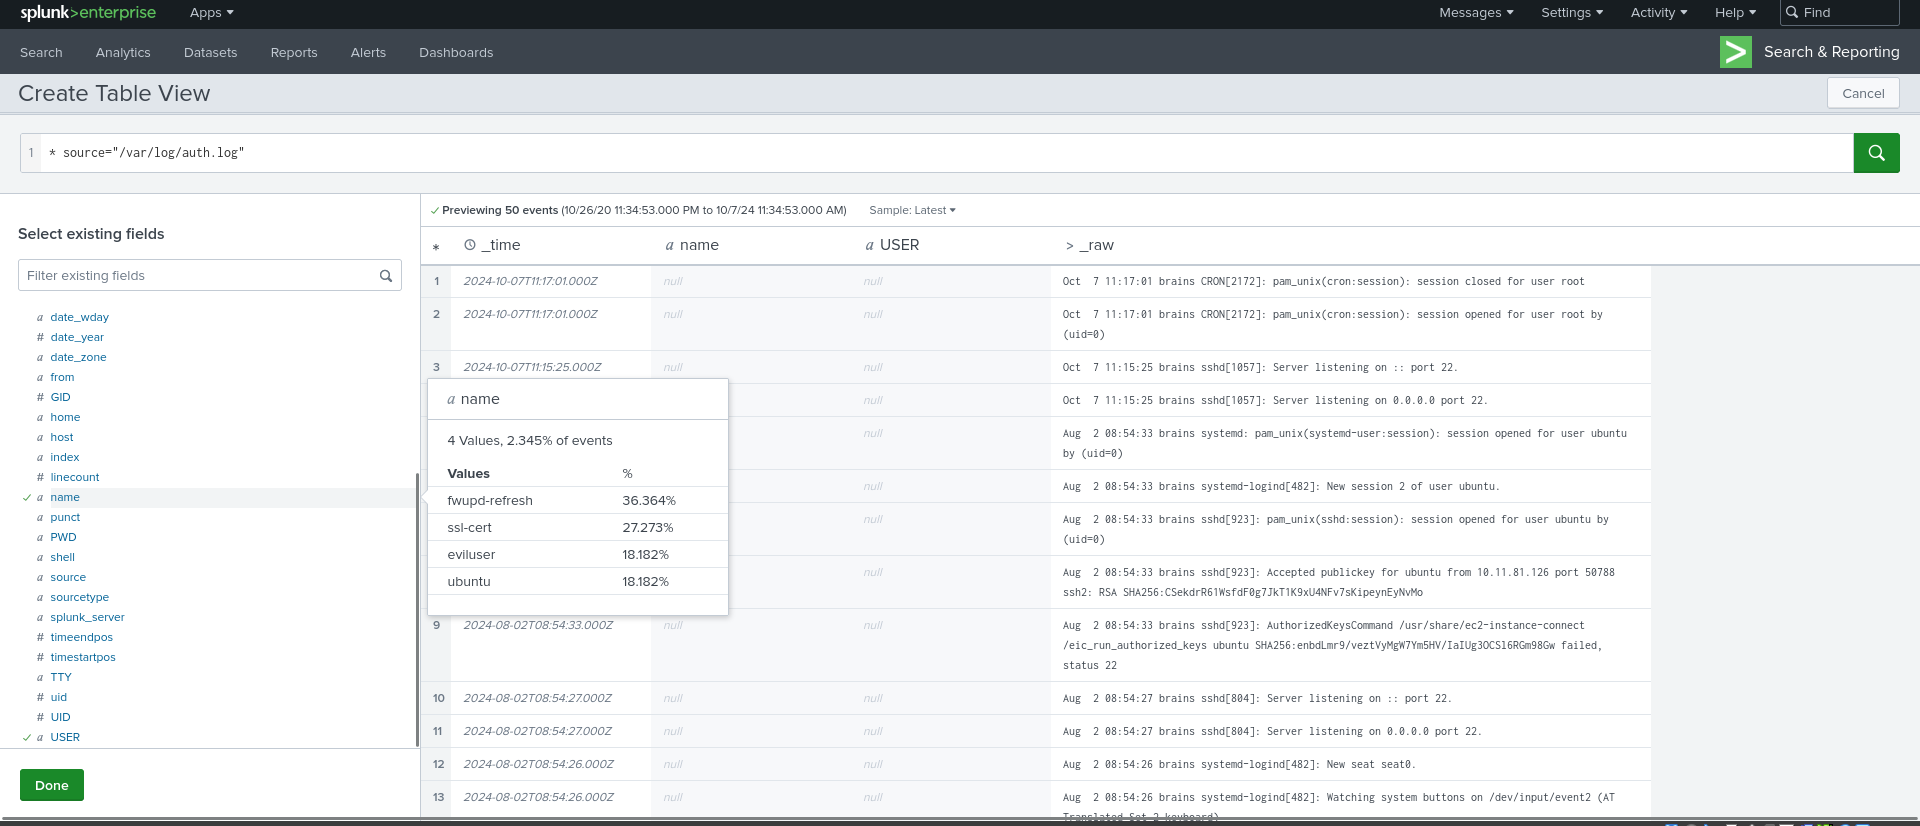 splunk>enterprise Apps Messages Settings Activity Help Find
Search Analytics Datasets Reports Alerts Dashboards Search & Reporting
Create Table View Cancel
1 * source="/var/log/auth.log"
Select existing fields
Filter existing fields
a date_wday
# date_year
a date_zone
a from
# GID
a home
a host
a index
# linecount
a name
a punct
a PWD
a shell
a source
a sourcetype
a splunk_server
# timeendpos
# timestartpos
a TTY
# uid
# UID
a USER
Done
Previewing 50 events (10/26/20 11:34:53.000 PM to 10/7/24 11:34:53.000 AM) Sample: Latest
* _time a name a USER > _raw
1 2024-10-07T11:17:01.000Z null null Oct 7 11:17:01 brains CRON[2172]: pam_unix(cron:session): session closed for user root
2 2024-10-07T11:17:01.000Z null null Oct 7 11:17:01 brains CRON[2172]: pam_unix(cron:session): session opened for user root by
(uid=0)
3 2024-10-07T11:15:25.000Z null null Oct 7 11:15:25 brains sshd[1057]: Server listening on :: port 22.
null Oct 7 11:15:25 brains sshd[1057]: Server listening on 0.0.0.0 port 22.
null Aug 2 08:54:33 brains systemd: pam_unix(systemd-user:session): session opened for user ubuntu
by (uid=0)
null Aug 2 08:54:33 brains systemd-logind[482]: New session 2 of user ubuntu.
null Aug 2 08:54:33 brains sshd[923]: pam_unix(sshd:session): session opened for user ubuntu by
(uid=0)
null Aug 2 08:54:33 brains sshd[923]: Accepted publickey for ubuntu from 10.11.81.126 port 50788
ssh2: RSA SHA256:CSekdrR61WsfdF0g7JkT1K9xU4NFv7sKipeynEyNvMo
9 2024-08-02T08:54:33.000Z null null Aug 2 08:54:33 brains sshd[923]: AuthorizedKeysCommand /usr/share/ec2-instance-connect
/eic_run_authorized_keys ubuntu SHA256:enbdLmr9/veztVyMgW7Ym5HV/IaIUg3OCSl6RGm98Gw failed,
status 22
10 2024-08-02T08:54:27.000Z null null Aug 2 08:54:27 brains sshd[804]: Server listening on :: port 22.
11 2024-08-02T08:54:27.000Z null null Aug 2 08:54:27 brains sshd[804]: Server listening on 0.0.0.0 port 22.
12 2024-08-02T08:54:26.000Z null null Aug 2 08:54:26 brains systemd-logind[482]: New seat seat0.
13 2024-08-02T08:54:26.000Z null null Aug 2 08:54:26 brains systemd-logind[482]: Watching system buttons on /dev/input/event2 (AT
Translated Set 2 keyboard)
a name
4 Values, 2.345% of events
Values %
fwupd-refresh 36.364%
ssl-cert 27.273%
eviluser 18.182%
ubuntu 18.182%